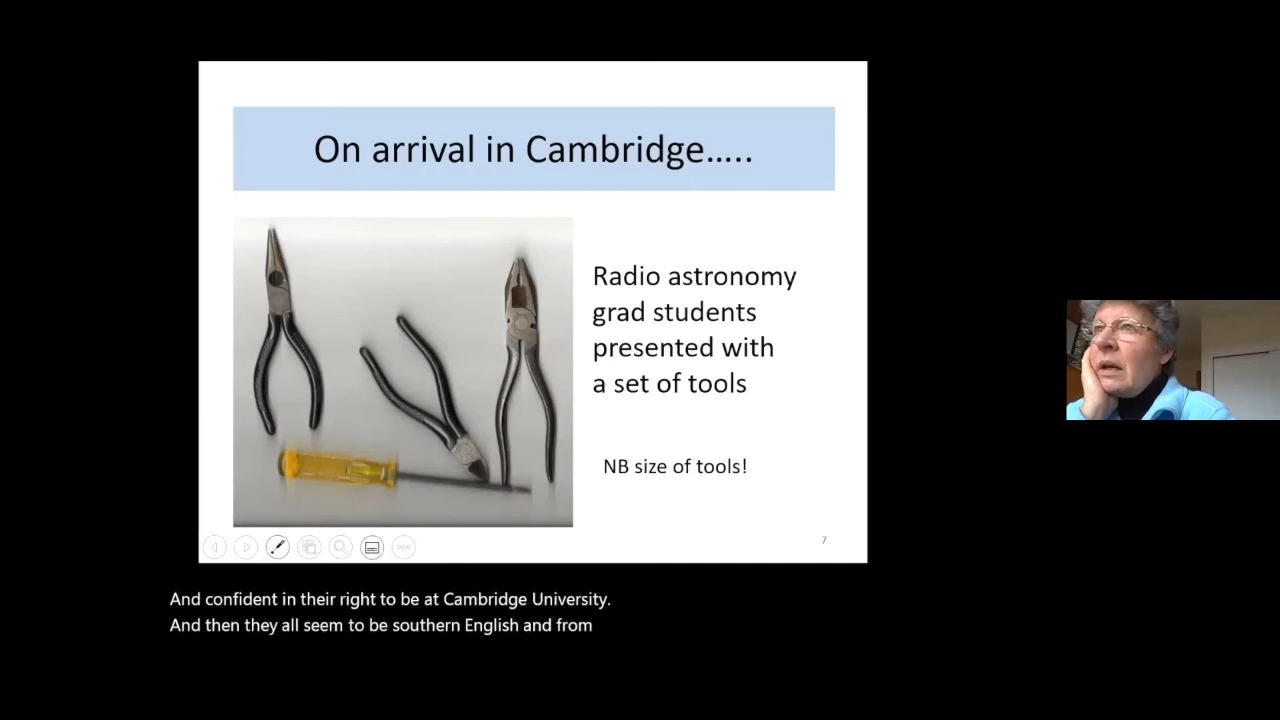 On arrival in Cambridge…..
Radio astronomy
grad students
presented with
a set of tools
NB size of tools!
7
And confident in their right to be at Cambridge University.
And then they all seem to be southern English and from